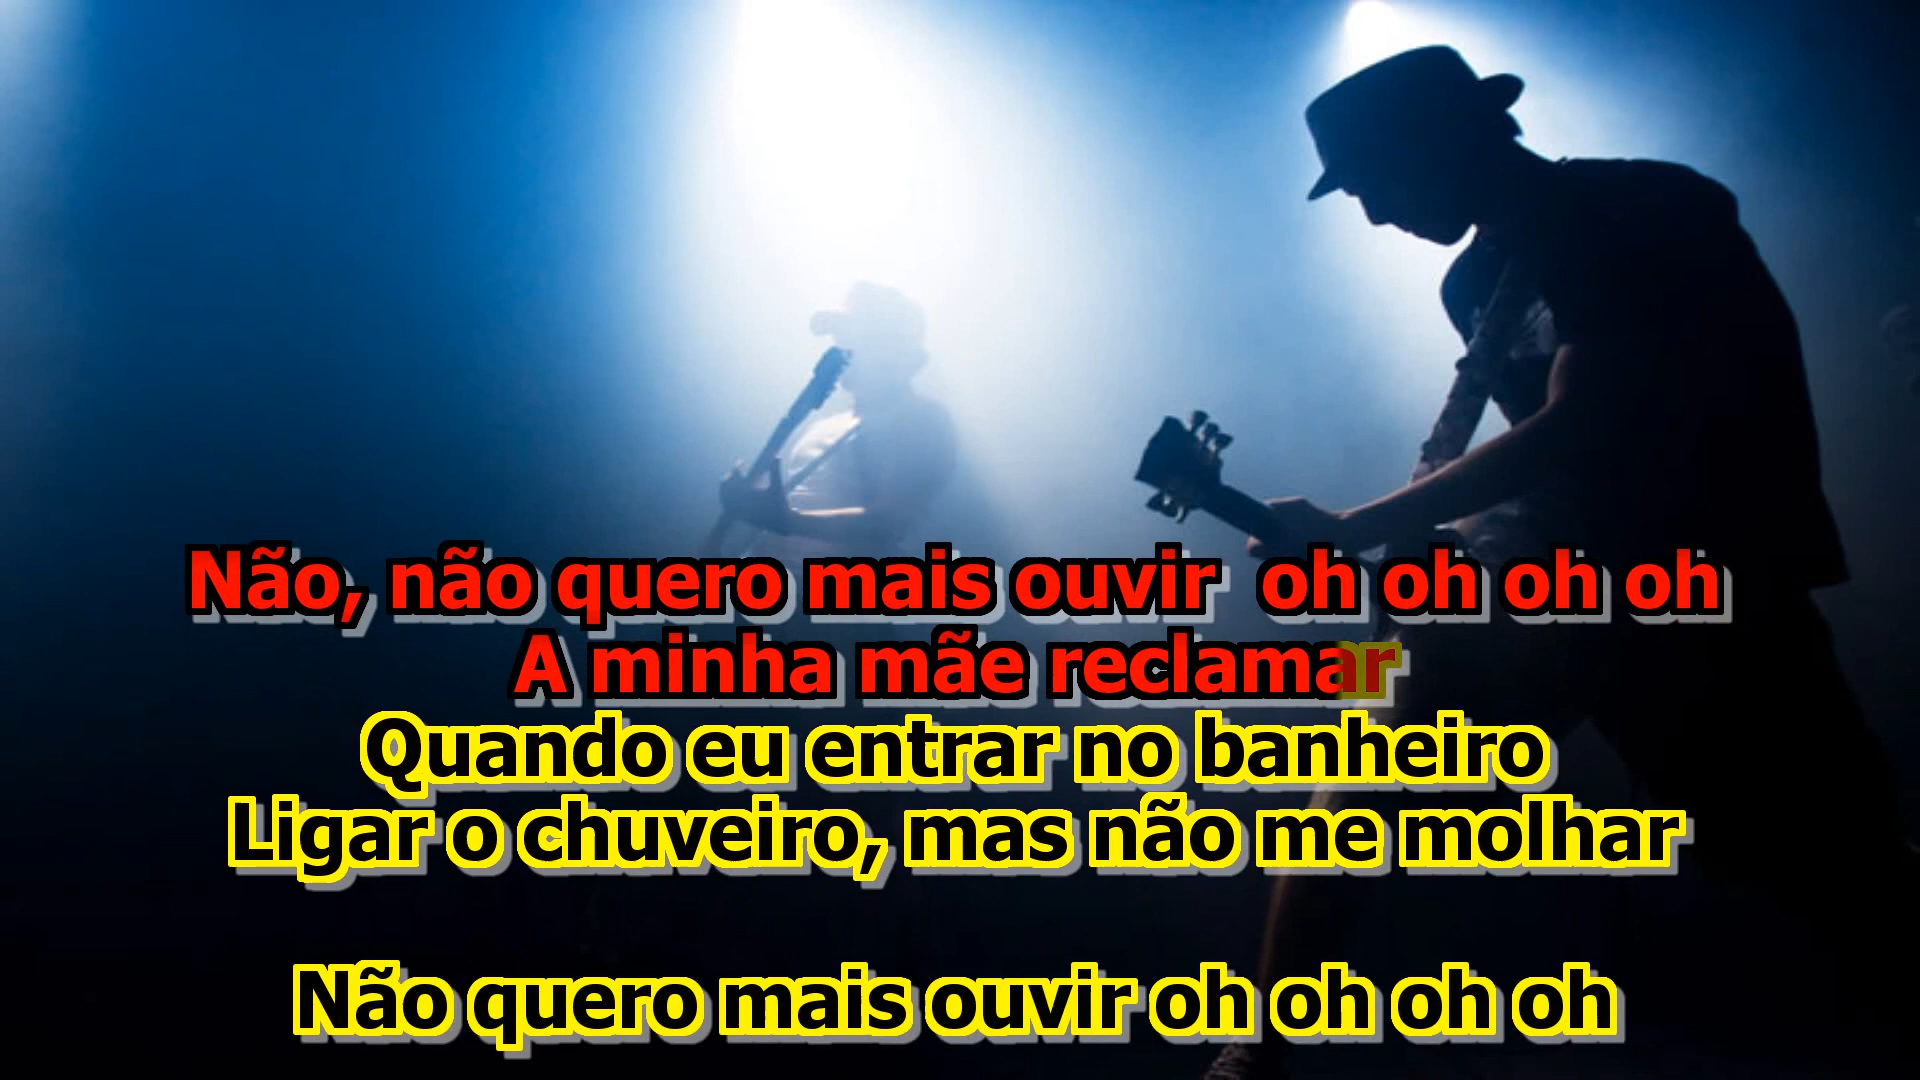 Não, não quero mais ouvir oh oh oh oh
A minha mãe reclamar
Quando eu entrar no banheiro
Ligar o chuveiro, mas não me molhar
Não quero mais ouvir oh oh oh oh